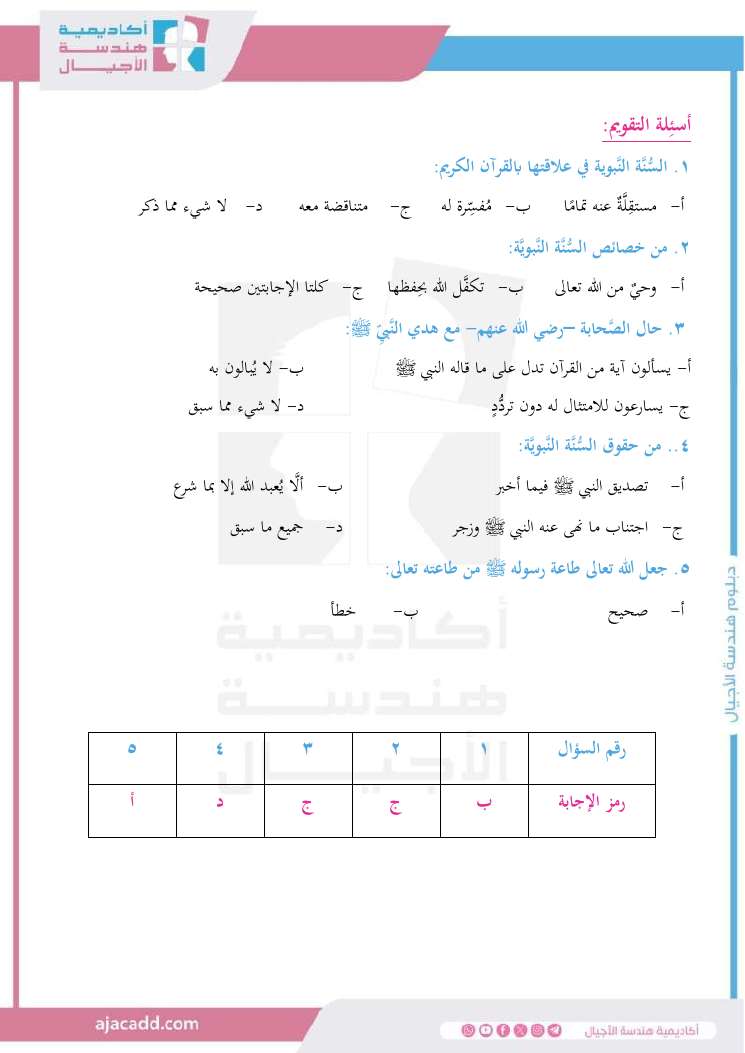 أكاديمية
هندسة
الأجيال
أسئِلة التقويم:
١. السُّنَّة النَّبوية في علاقتها بالقرآن الكريم:
أ- مستقِلَّةٌ عنه تمامًا ب- مُفسِّرة له ج- متناقضة معه د- لا شيء مما ذكر
٢. من خصائص السُّنَّة النَّبويَّة:
أ- وحيٌ من الله تعالى ب- تكفَّل الله بحِفظها ج- كلتا الإجابتين صحيحة
٣. حال الصَّحابة –رضي الله عنهم– مع هدي النَّبيِّ ﷺ:
أ- يسألون آية من القرآن تدل على ما قاله النبي ﷺ ب- لا يُبالون به
ج- يسارعون للامتثال له دون تردُّدٍ د- لا شيء مما سبق
٤.. من حقوق السُّنَّة النَّبويَّة:
أ- تصديق النبي ﷺ فيما أخبر ب- ألَّا يُعبد الله إلا بما شرع
ج- اجتناب ما نهى عنه النبي ﷺ وزجر د- جميع ما سبق
٥. جعل الله تعالى طاعة رسوله ﷺ من طاعته تعالى:
أ- صحيح ب- خطأ
أكاديمية
هندسة
الأجيال
رقم السؤال ١ ٢ ٣ ٤ ٥
رمز الإجابة ب ج ج د أ
دبلوم هندسة الأجيال
ajacadd.com
أكاديمية هندسة الأجيال